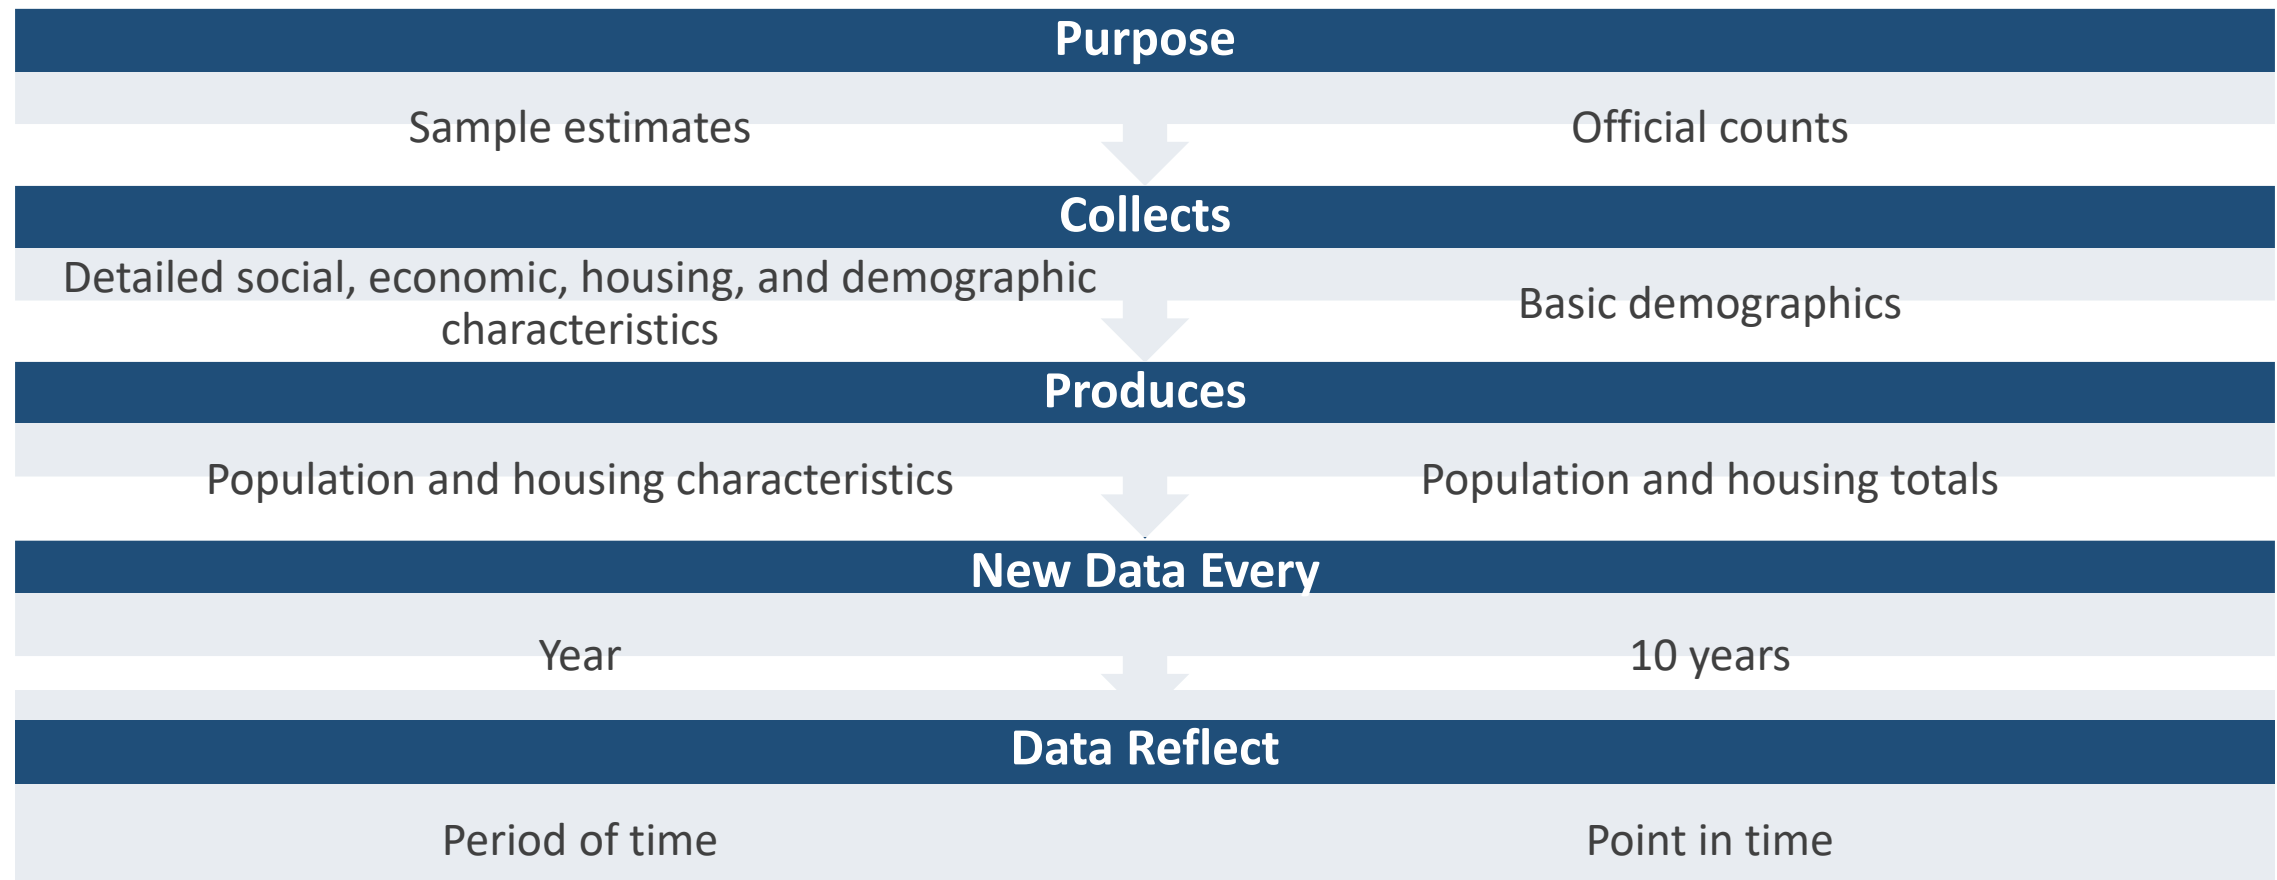 Purpose
Sample estimates
Official counts
Collects
Detailed social, economic, housing, and demographic
characteristics
Basic demographics
Produces
Population and housing characteristics
Population and housing totals
New Data Every
Year
10 years
Data Reflect
Period of time
Point in time